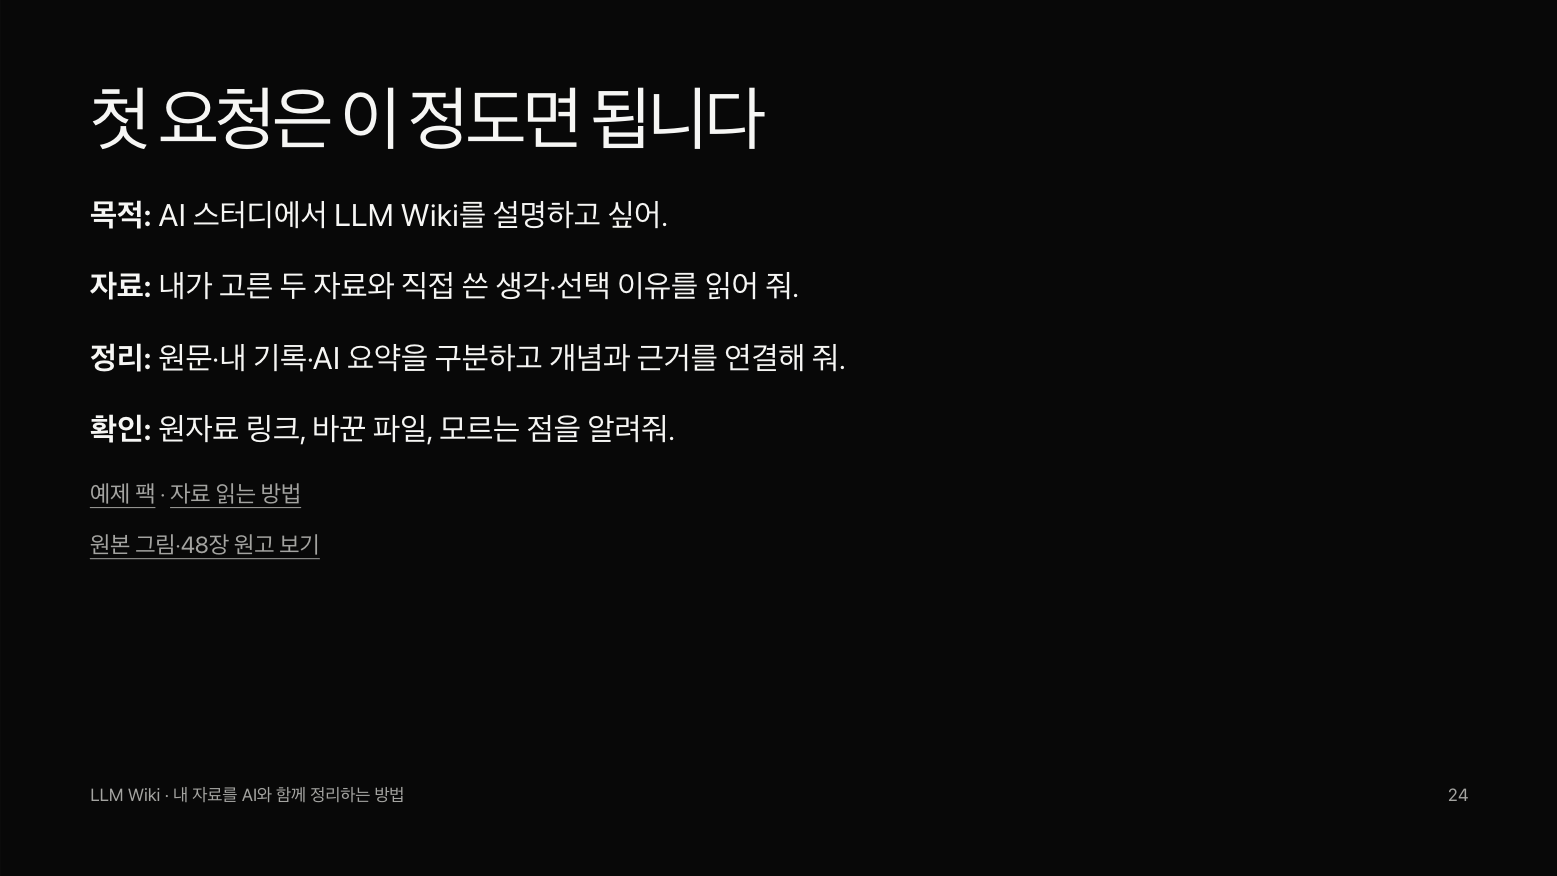 첫 요청은 이 정도면 됩니다
목적: AI 스터디에서 LLM Wiki를 설명하고 싶어.
자료: 내가 고른 두 자료와 직접 쓴 생각·선택 이유를 읽어 줘.
정리: 원문·내 기록·AI 요약을 구분하고 개념과 근거를 연결해 줘.
확인: 원자료 링크, 바꾼 파일, 모르는 점을 알려줘.
예제 팩 · 자료 읽는 방법
원본 그림·48장 원고 보기
LLM Wiki · 내 자료를 AI와 함께 정리하는 방법
24